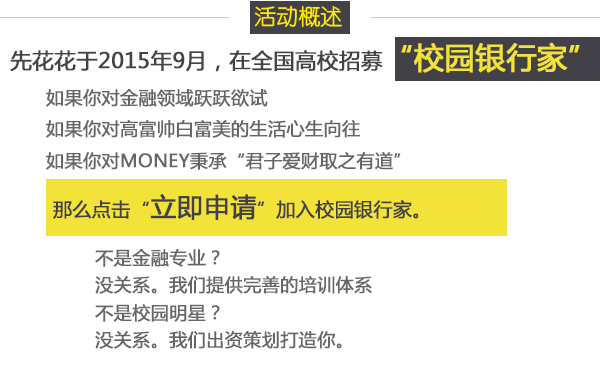 活动概述
先花花于2015年9月，在全国高校招募“校园银行家”
如果你对金融领域跃跃欲试
如果你对高富帅白富美的生活心生向往
如果你对MONEY秉承“君子爱财取之有道”
那么点击“立即申请”加入校园银行家。
不是金融专业？
没关系。我们提供完善的培训体系
不是校园明星？
没关系。我们出资策划打造你。